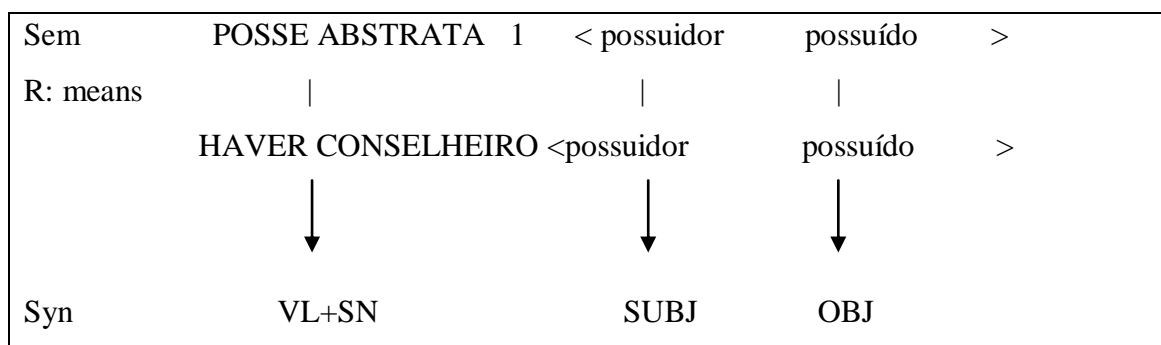 Sem POSSE ABSTRATA 1 < possuidor possuído >
R: means | | |
HAVER CONSELHEIRO <possuidor possuído >
Syn VL+SN SUBJ OBJ